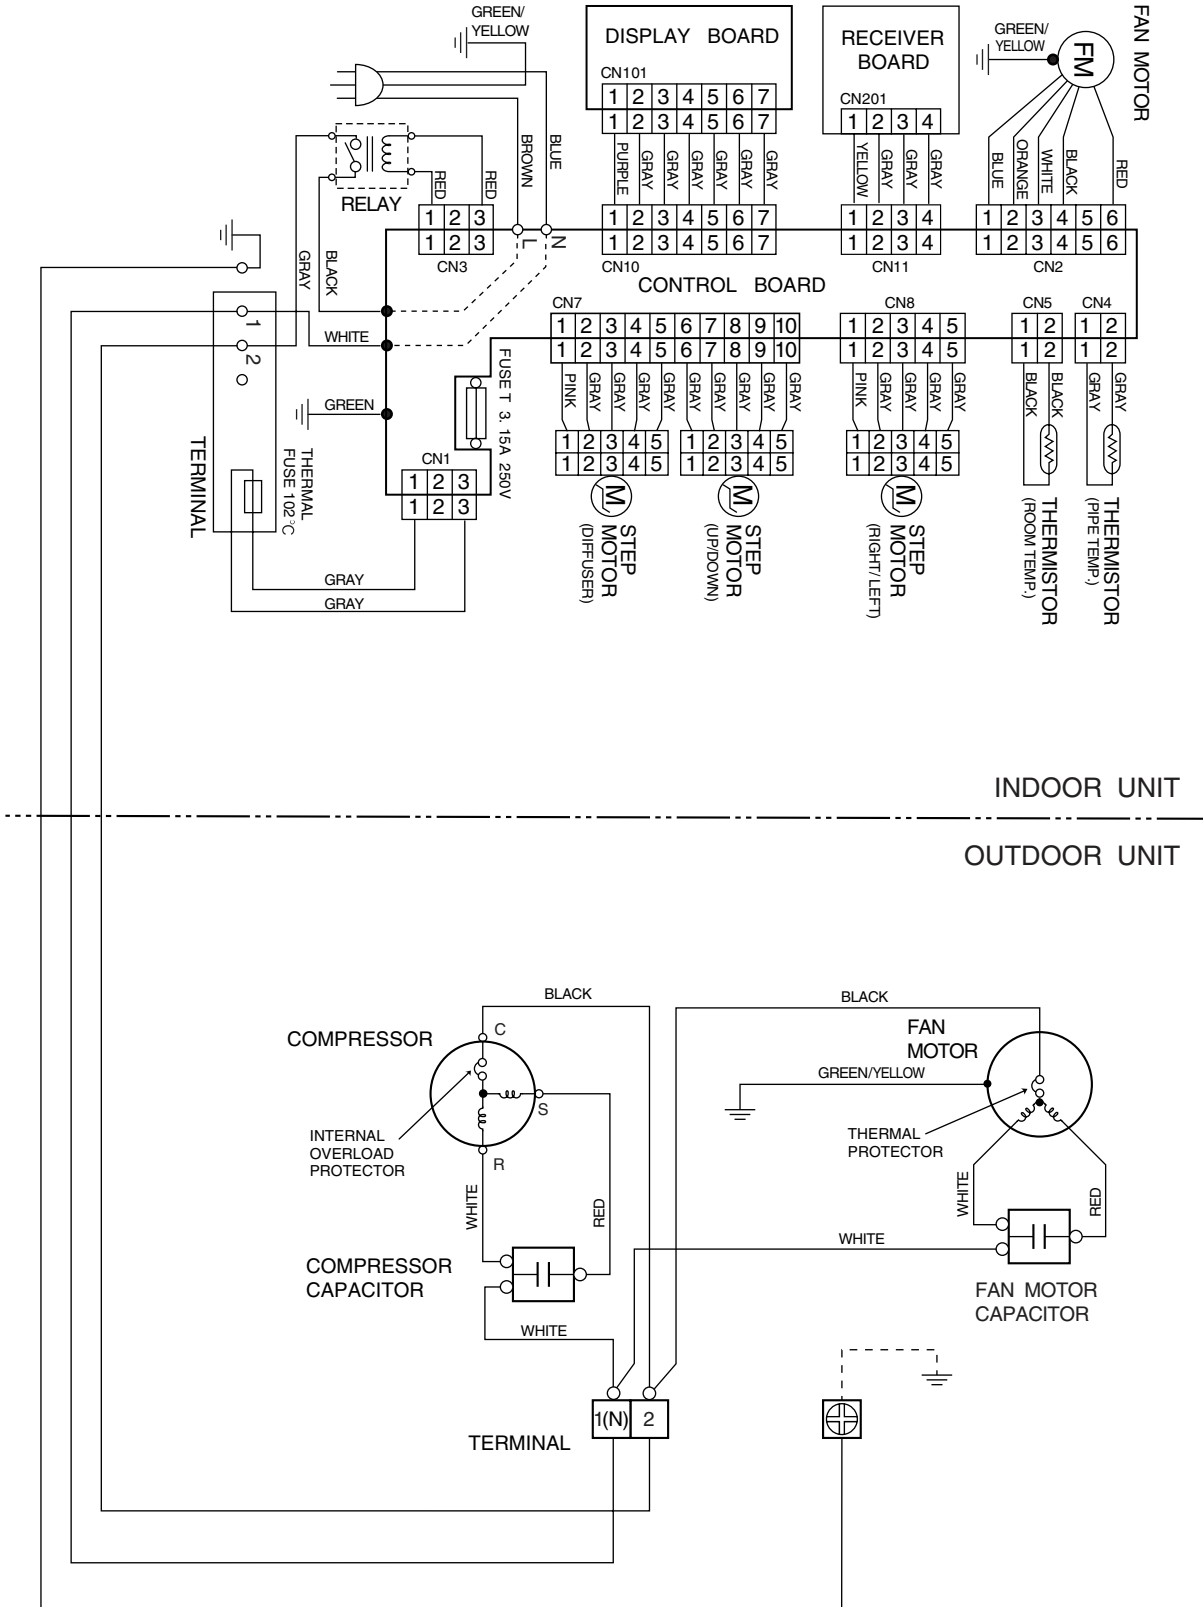 GREEN/
YELLOW
DISPLAY BOARD
CN101
1 2 3 4 5 6 7
1 2 3 4 5 6 7
PURPLE GRAY GRAY GRAY GRAY GRAY GRAY
1 2 3 4 5 6 7
1 2 3 4 5 6 7
CN10
RECEIVER
BOARD
CN201
1 2 3 4
YELLOW GRAY GRAY GRAY
1 2 3 4
1 2 3 4
CN11
GREEN/
YELLOW
FM
FAN MOTOR
BLUE ORANGE WHITE BLACK RED
1 2 3 4 5 6
1 2 3 4 5 6
CN2
BROWN
BLUE
RELAY
RED
RED
1 2 3
1 2 3
CN3
L
N
GRAY
BLACK
WHITE
GREEN
CONTROL BOARD
1
2
TERMINAL
THERMAL
FUSE 102°C
FUSE T 3. 15A 250V
CN1
1 2 3
1 2 3
GRAY
GRAY
CN7
1 2 3 4 5 6 7 8 9 10
1 2 3 4 5 6 7 8 9 10
PINK GRAY GRAY GRAY GRAY GRAY GRAY GRAY GRAY GRAY
1 2 3 4 5
1 2 3 4 5
M
STEP
MOTOR
(DIFFUSER)
1 2 3 4 5
1 2 3 4 5
M
STEP
MOTOR
(UP/DOWN)
CN8
1 2 3 4 5
1 2 3 4 5
PINK GRAY GRAY GRAY GRAY
1 2 3 4 5
1 2 3 4 5
M
STEP
MOTOR
(RIGHT/LEFT)
CN5
1 2
1 2
BLACK BLACK
THERMISTOR
(ROOM TEMP.)
CN4
1 2
1 2
GRAY GRAY
THERMISTOR
(PIPE TEMP.)
INDOOR UNIT
OUTDOOR UNIT
BLACK
COMPRESSOR
C
S
R
INTERNAL
OVERLOAD
PROTECTOR
WHITE
RED
COMPRESSOR
CAPACITOR
WHITE
BLACK
FAN
MOTOR
GREEN/YELLOW
THERMAL
PROTECTOR
WHITE
RED
WHITE
FAN MOTOR
CAPACITOR
1(N) 2
TERMINAL